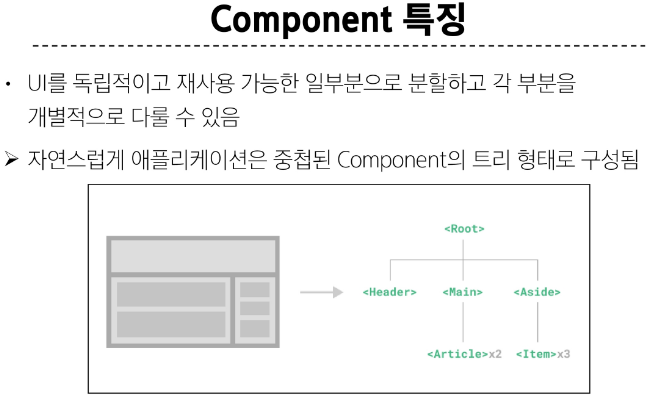 Component 특징
• UI를 독립적이고 재사용 가능한 일부분으로 분할하고 각 부분을
개별적으로 다룰 수 있음
➢ 자연스럽게 애플리케이션은 중첩된 Component의 트리 형태로 구성됨
<Root>
<Header> <Main> <Aside>
<Article>x2 <Item>x3